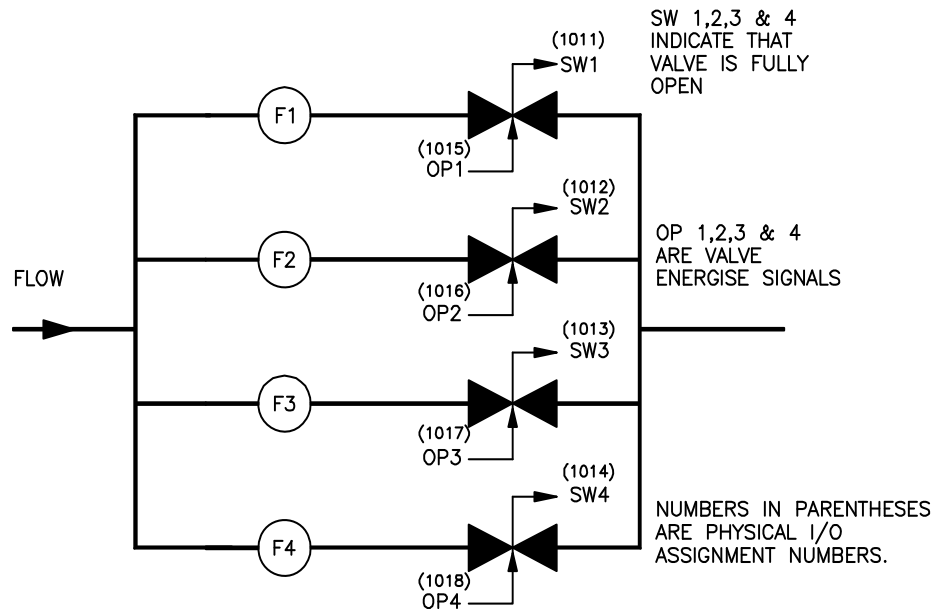 (1011)
SW1
SW 1,2,3 & 4
INDICATE THAT
VALVE IS FULLY
OPEN
F1
(1015)
OP1
(1012)
SW2
F2
OP 1,2,3 & 4
ARE VALVE
ENERGISE SIGNALS
FLOW
(1016)
OP2
(1013)
SW3
F3
(1017)
OP3
(1014)
SW4
NUMBERS IN PARENTHESES
ARE PHYSICAL I/O
ASSIGNMENT NUMBERS.
F4
(1018)
OP4